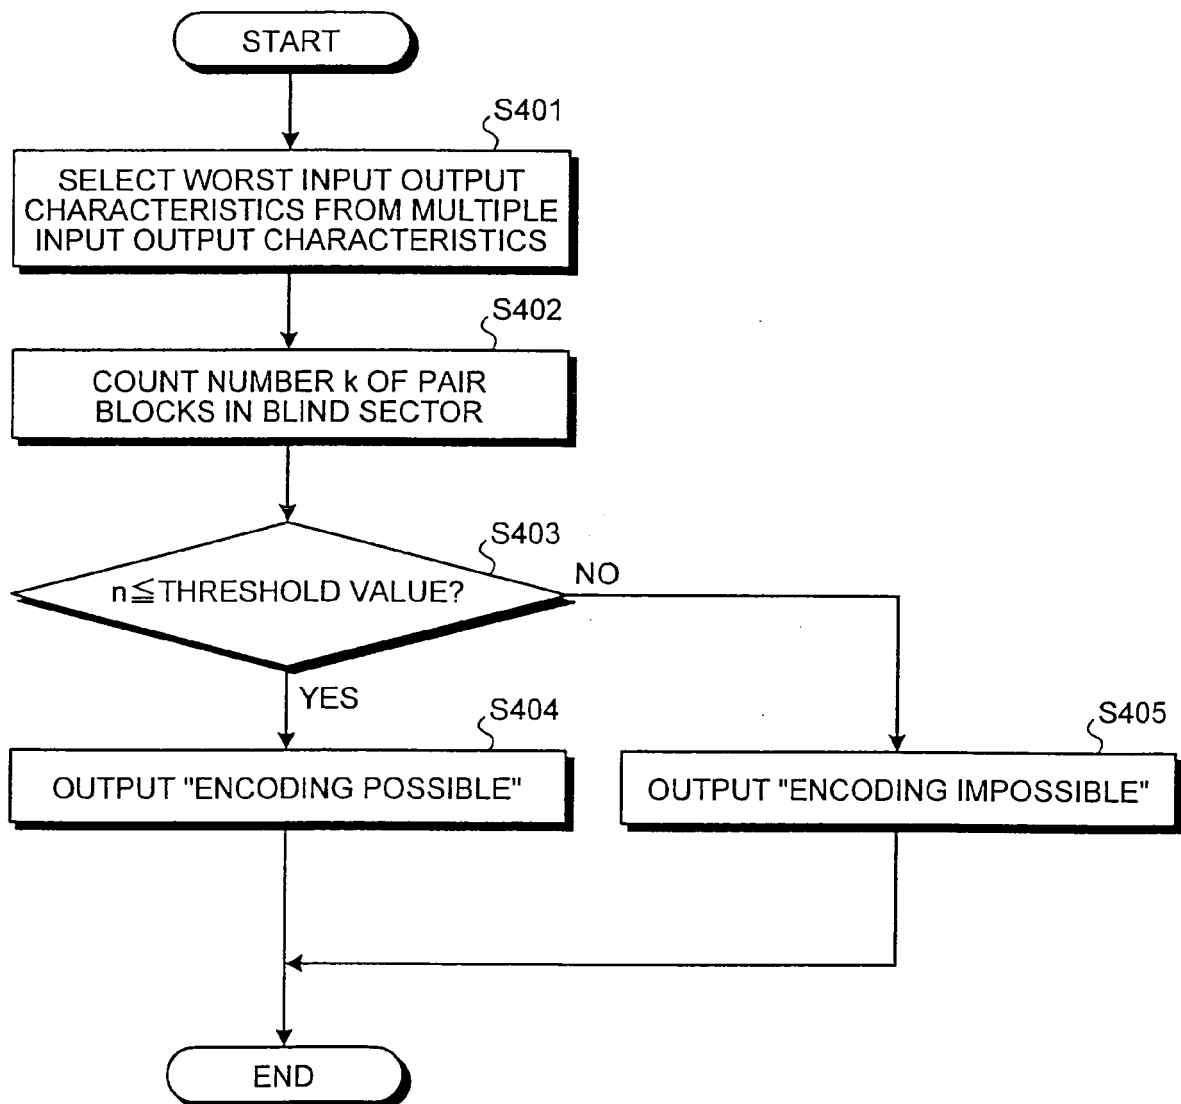 START
S401
SELECT WORST INPUT OUTPUT
CHARACTERISTICS FROM MULTIPLE
INPUT OUTPUT CHARACTERISTICS
S402
COUNT NUMBER k OF PAIR
BLOCKS IN BLIND SECTOR
S403
n≦THRESHOLD VALUE?
NO
YES
S404
OUTPUT "ENCODING POSSIBLE"
S405
OUTPUT "ENCODING IMPOSSIBLE"
END